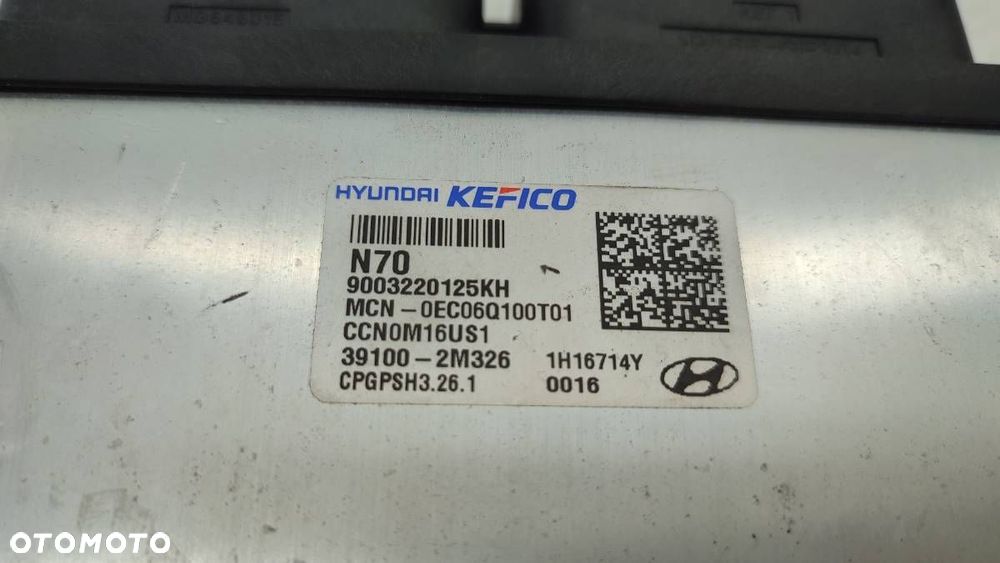 HYUNDAI KEFICO
N70
9003220125KH
MCN-0EC06Q100T01
CCN0M16US1
39100-2M326 1H16714Y
CPGPSH3.26.1 0016
OTOMOTO